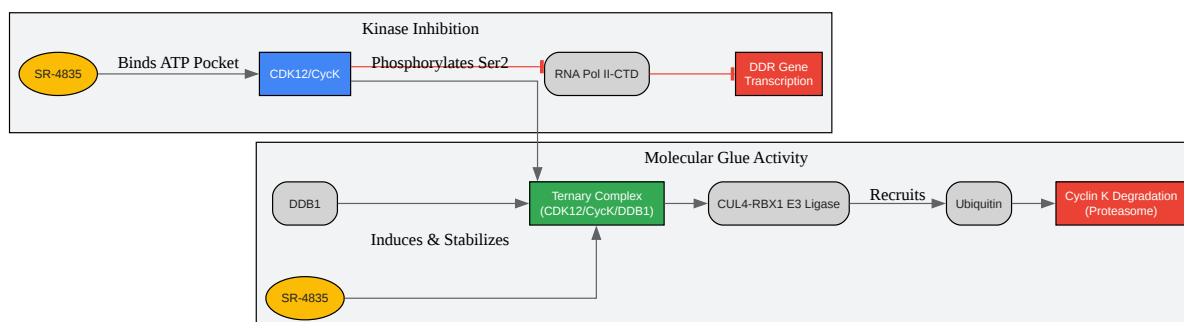 Kinase Inhibition
SR-4835
Binds ATP Pocket
CDK12/CycK
Phosphorylates Ser2
RNA Pol II-CTD
DDR Gene
Transcription
Molecular Glue Activity
DDB1
Ternary Complex
(CDK12/CycK/DDB1)
CUL4-RBX1 E3 Ligase
Recruits
Ubiquitin
Cyclin K Degradation
(Proteasome)
Induces & Stabilizes
SR-4835